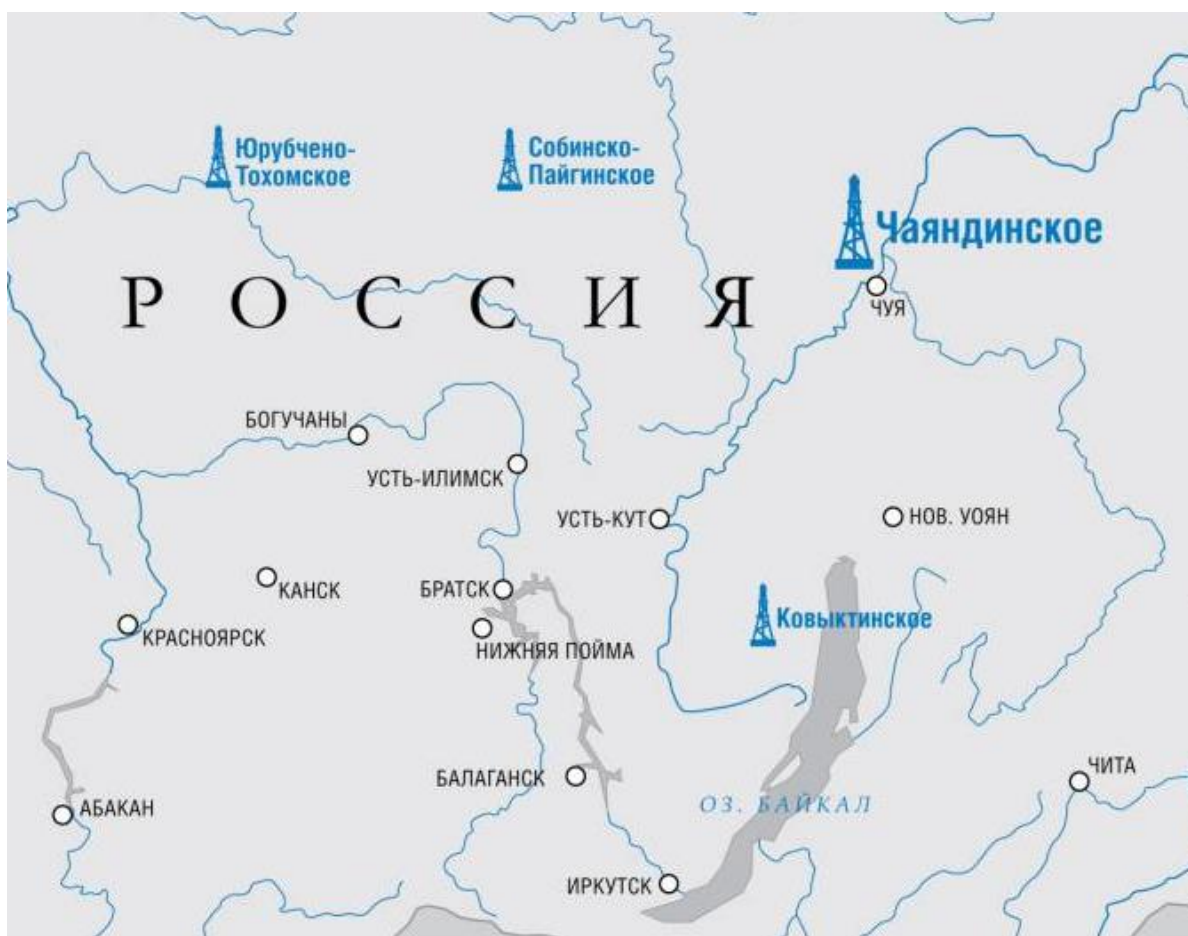 Юрубчено-
Тохомское
Собинско-
Пайгинское
Чаяндинское
РОССИЯ
ЧУЯ
БОГУЧАНЫ
УСТЬ-ИЛИМСК
УСТЬ-КУТ
НОВ. УОЯН
КАНСК
БРАТСК
КРАСНОЯРСК
НИЖНЯЯ ПОЙМА
Ковыктинское
БАЛАГАНСК
ЧИТА
АБАКАН
ОЗ. БАЙКАЛ
ИРКУТСК